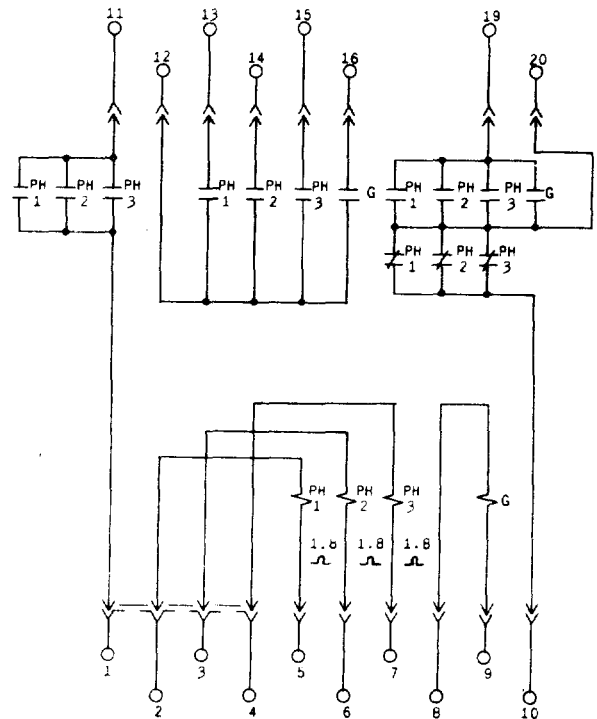 11 13 15 19
12 14 16 20
PH PH PH PH PH PH G PH PH PH G
1 2 3 1 2 3 1 2 3
PH PH PH
1 2 3
PH PH PH G
1 2 3
1.8 1.8 1.8
1 3 5 7 9
2 4 6 8 10